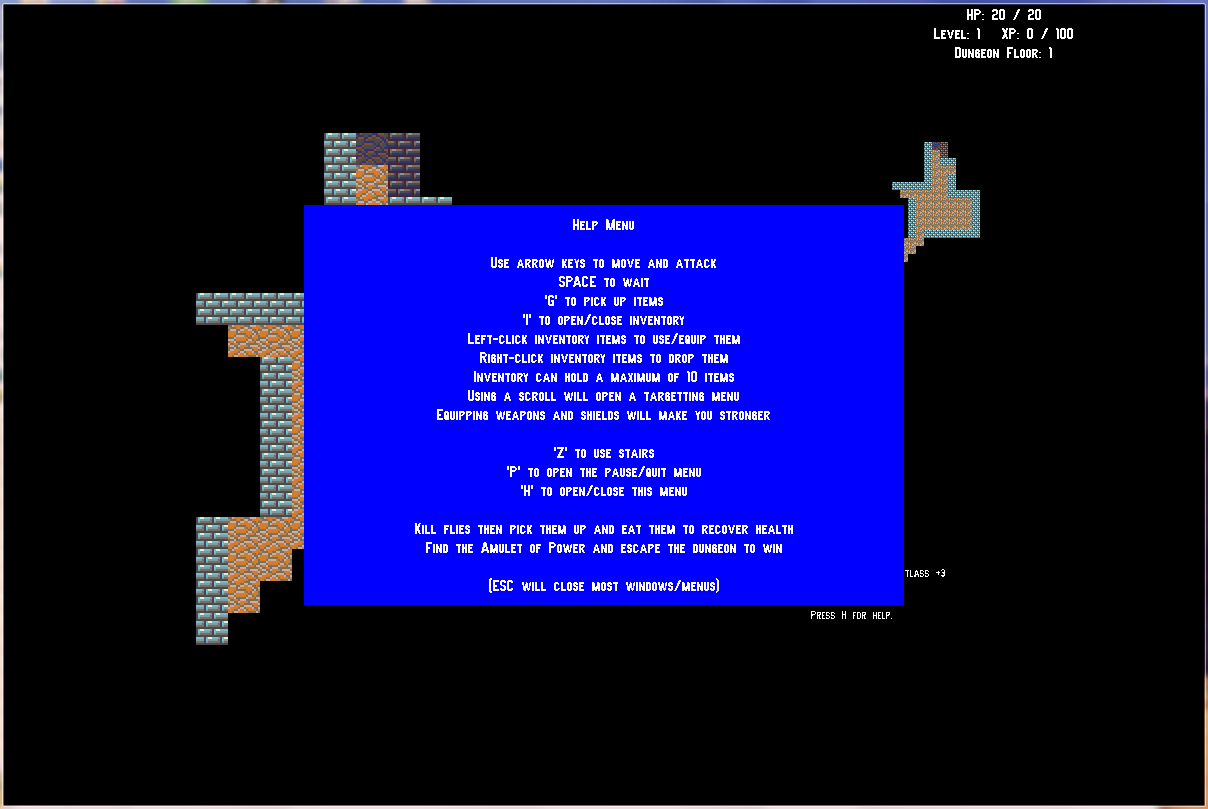 HP: 20 / 20
Level: 1 XP: 0 / 100
Dungeon Floor: 1
Help Menu
Use arrow keys to move and attack
SPACE to wait
'G' to pick up items
'I' to open/close inventory
Left-click inventory items to use/equip them
Right-click inventory items to drop them
Inventory can hold a maximum of 10 items
Using a scroll will open a targetting menu
Equipping weapons and shields will make you stronger
'Z' to use stairs
'P' to open the pause/quit menu
'H' to open/close this menu
Kill flies then pick them up and eat them to recover health
Find the Amulet of Power and escape the dungeon to win
(ESC will close most windows/menus)
tlass +3
Press H for help.